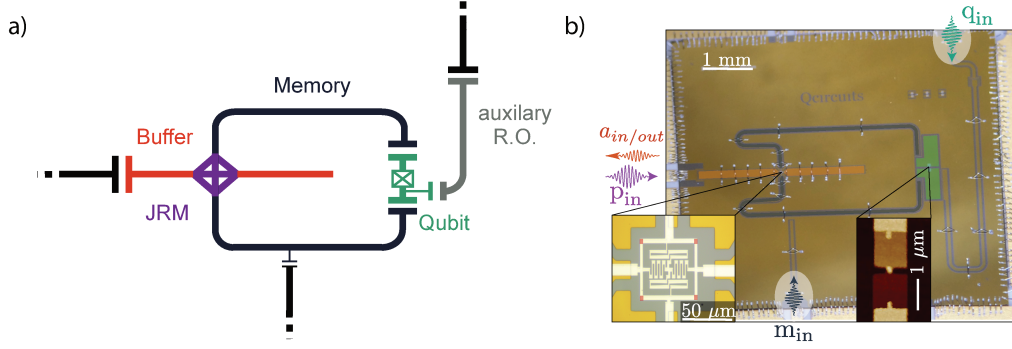 a)
Memory
Buffer
JRM
auxilary
R.O.
Qubit
b)
q_in
1 mm
Qcircuits
a_in/out
p_in
50 μm
1 μm
m_in